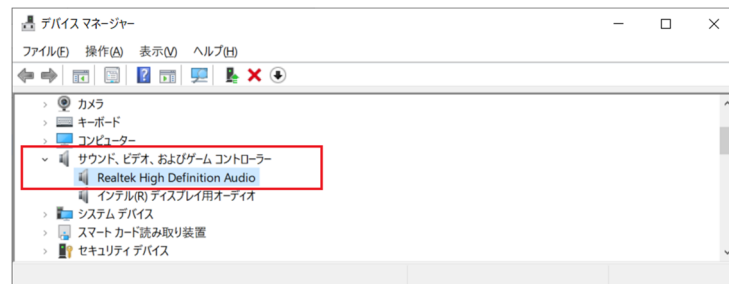 デバイス マネージャー
ファイル(F) 操作(A) 表示(V) ヘルプ(H)
カメラ
キーボード
コンピューター
サウンド、ビデオ、およびゲーム コントローラー
Realtek High Definition Audio
インテル(R) ディスプレイ用オーディオ
システム デバイス
スマート カード読み取り装置
セキュリティ デバイス